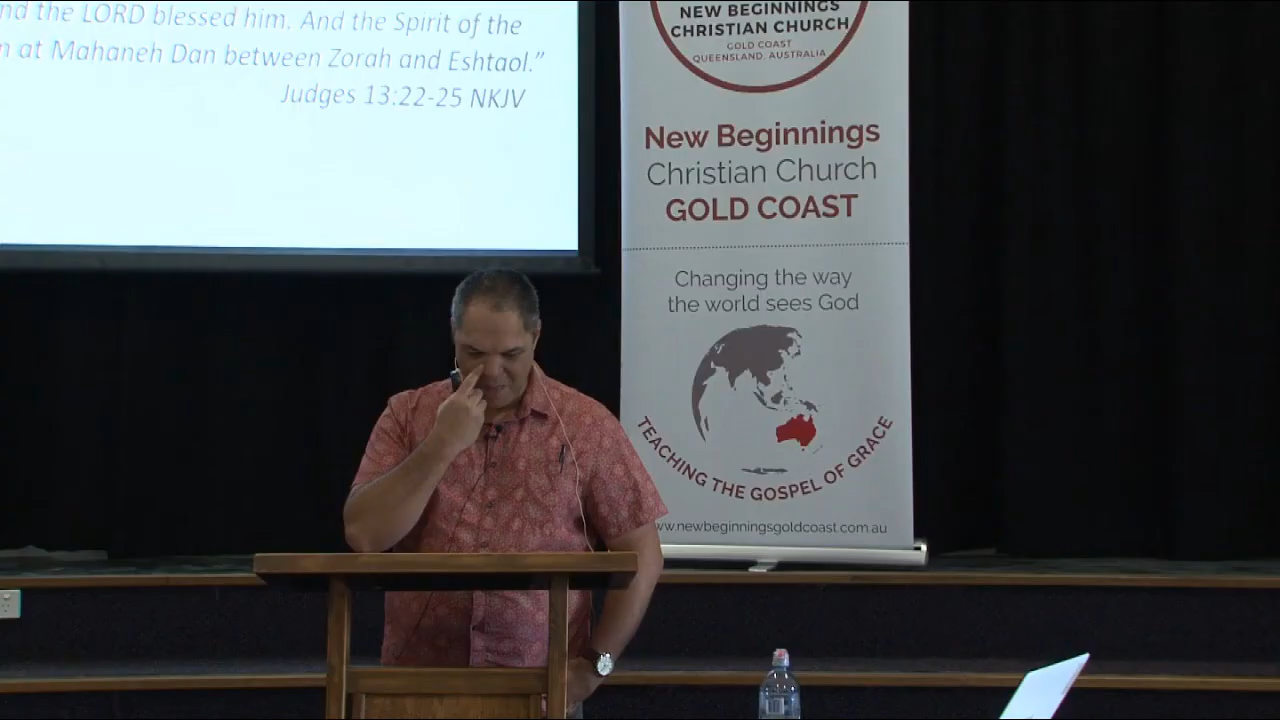 nd the LORD blessed him. And the Spirit of the
n at Mahaneh Dan between Zorah and Eshtaol.”
Judges 13:22-25 NKJV
NEW BEGINNINGS
CHRISTIAN CHURCH
GOLD COAST
QUEENSLAND, AUSTRALIA
New Beginnings
Christian Church
GOLD COAST
Changing the way
the world sees God
TEACHING THE GOSPEL OF GRACE
www.newbeginningsgoldcoast.com.au